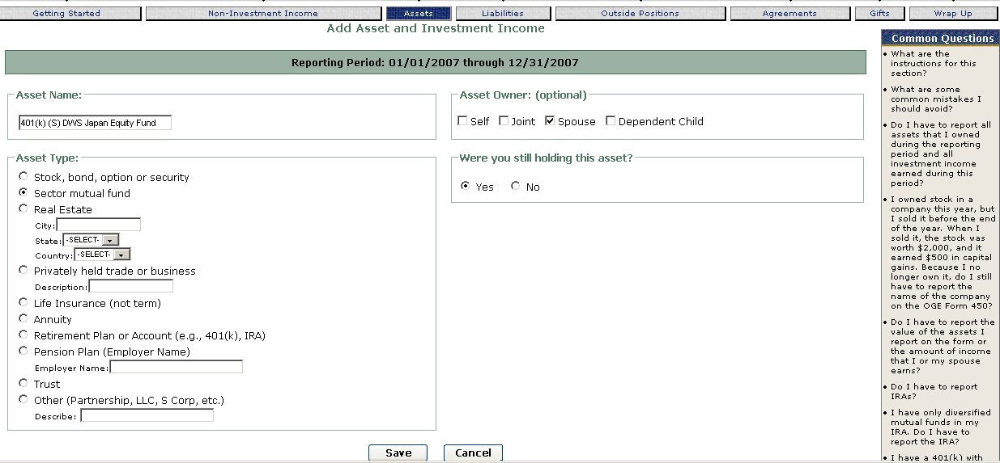 Getting Started
Non-Investment Income
Assets
Liabilities
Outside Positions
Agreements
Gifts
Wrap Up
Add Asset and Investment Income
Reporting Period: 01/01/2007 through 12/31/2007
Asset Name:
401(k) (S) DWS Japan Equity Fund
Asset Owner: (optional)
Self Joint Spouse Dependent Child
Asset Type:
Stock, bond, option or security
Sector mutual fund
Real Estate
City:
State: -SELECT-
Country: -SELECT-
Privately held trade or business
Description:
Life Insurance (not term)
Annuity
Retirement Plan or Account (e.g., 401(k), IRA)
Pension Plan (Employer Name)
Employer Name:
Trust
Other (Partnership, LLC, S Corp, etc.)
Describe:
Were you still holding this asset?
Yes No
Save
Cancel
Common Questions
• What are the
instructions for this
section?
• What are some
common mistakes I
should avoid?
• Do I have to report all
assets that I owned
during the reporting
period and all
investment income
earned during this
period?
• I owned stock in a
company this year, but
I sold it before the end
of the year. When I
sold it, the stock was
worth $2,000, and it
earned $500 in capital
gains. Because I no
longer own it, do I still
have to report the
name of the company
on the OGE Form 450?
• Do I have to report the
value of the assets I
report on the form or
the amount of income
that I or my spouse
earns?
• Do I have to report
IRAs?
• I have only diversified
mutual funds in my
IRA. Do I have to
report the IRA?
• I have a 401(k) with